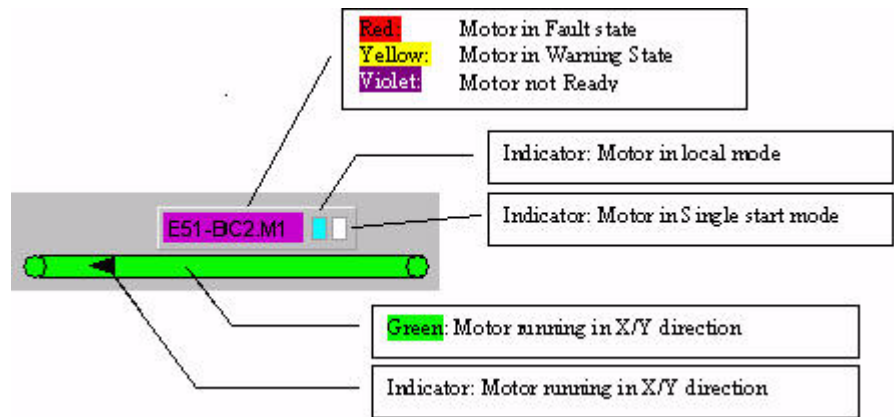 Red: Motor in Fault state
Yellow: Motor in Warning State
Violet: Motor not Ready
Indicator: Motor in local mode
E51-BC2.M1
Indicator: Motor in Single start mode
Green: Motor running in X/Y direction
Indicator: Motor running in X/Y direction